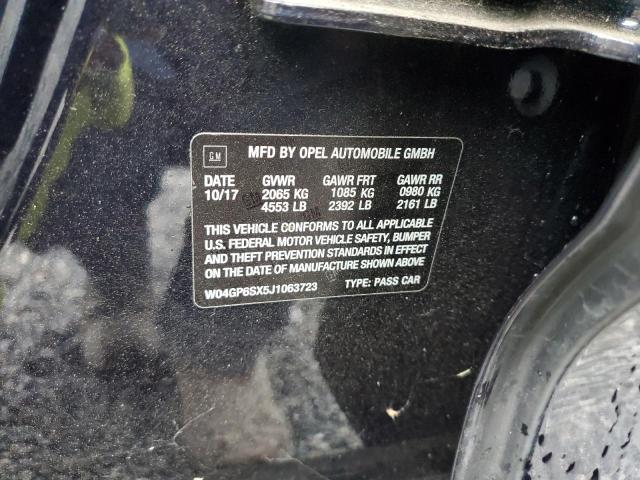 GM MFD BY OPEL AUTOMOBILE GMBH
DATE GVWR GAWR FRT GAWR RR
10/17 2065 KG 1085 KG 0980 KG
4553 LB 2392 LB 2161 LB
THIS VEHICLE CONFORMS TO ALL APPLICABLE
U.S. FEDERAL MOTOR VEHICLE SAFETY, BUMPER
AND THEFT PREVENTION STANDARDS IN EFFECT
ON THE DATE OF MANUFACTURE SHOWN ABOVE
W04GP6SX5J1063723 TYPE: PASS CAR